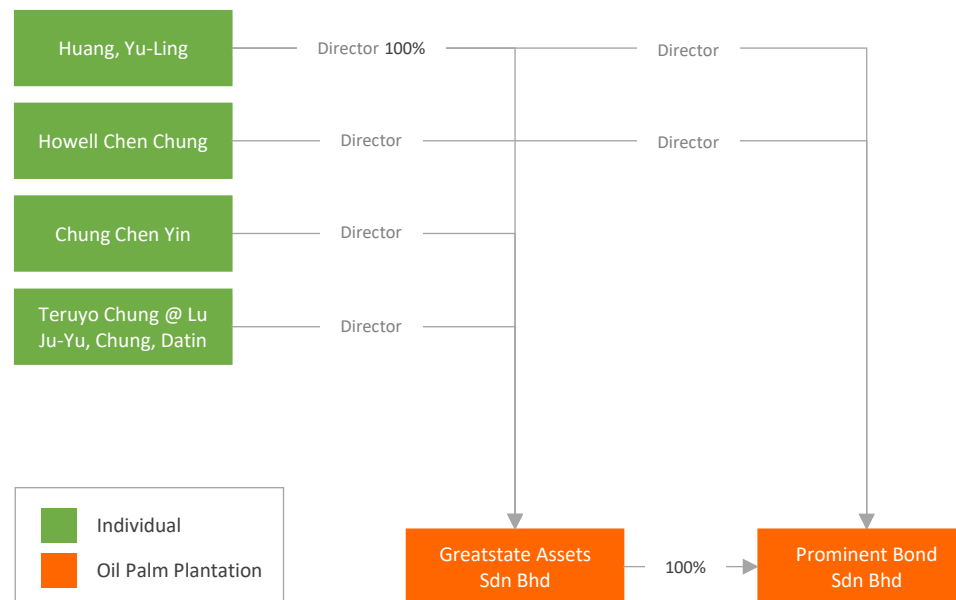 Huang, Yu-Ling
Director 100%
Director
Howell Chen Chung
Director
Director
Chung Chen Yin
Director
Teruyo Chung @ Lu
Ju-Yu, Chung, Datin
Director
Individual
Oil Palm Plantation
Greatstate Assets
Sdn Bhd
100%
Prominent Bond
Sdn Bhd